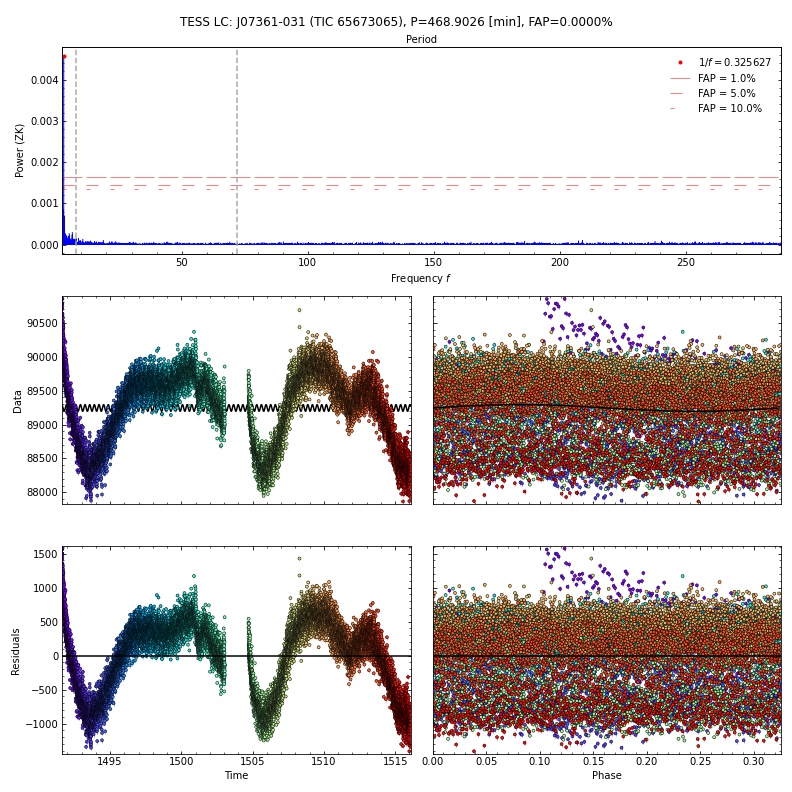 TESS LC: J07361-031 (TIC 65673065), P=468.9026 [min], FAP=0.0000%
Period
0.004
0.003
0.002
0.001
0.000
Power (ZK)
1/f = 0.325627
FAP = 1.0%
FAP = 5.0%
FAP = 10.0%
50 100 150 200 250
Frequency f
90500
90000
89500
89000
88500
88000
Data
1500
1000
500
0
−500
−1000
Residuals
1495 1500 1505 1510 1515
Time
0.00 0.05 0.10 0.15 0.20 0.25 0.30
Phase